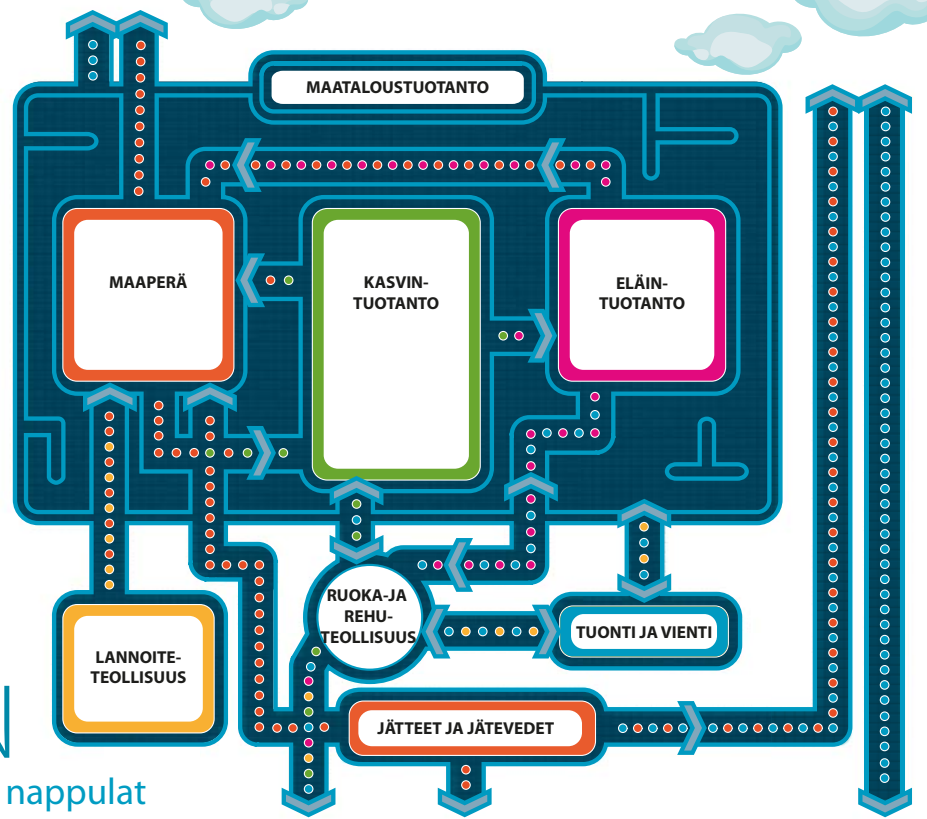 MAATALOUSTUOTANTO
MAAPERÄ
KASVIN-
TUOTANTO
ELÄIN-
TUOTANTO
RUOKA-JA
REHU-
TEOLLISUUS
TUONTI JA VIENTI
LANNOITE-
TEOLLISUUS
JÄTTEET JA JÄTEVEDET
N
nappulat